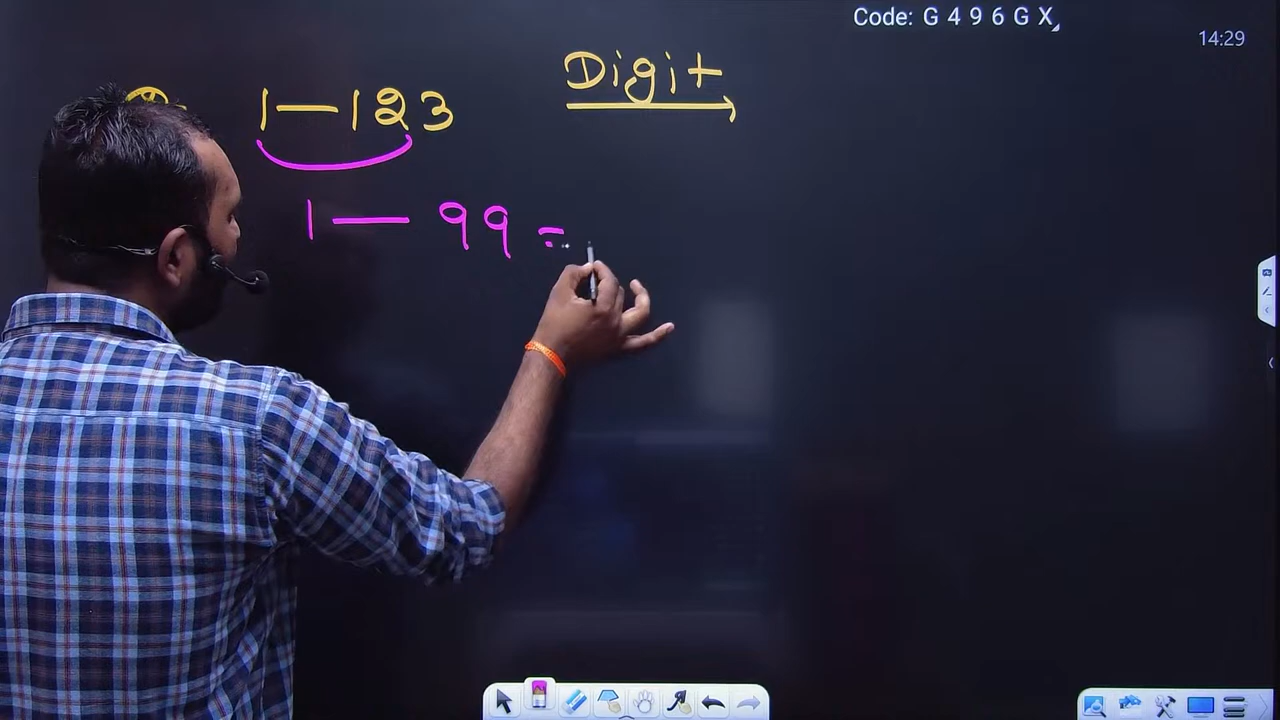 Code: G 4 9 6 G X
14:29
Digit
1 — 123
1 — 99 =